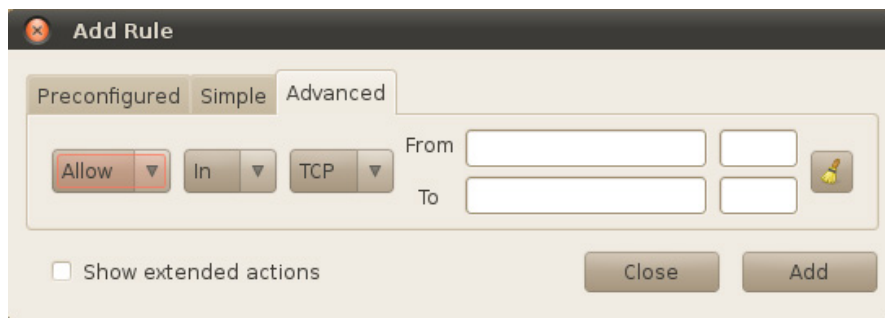 Add Rule
Preconfigured Simple Advanced
Allow In TCP From
To
Show extended actions Close Add